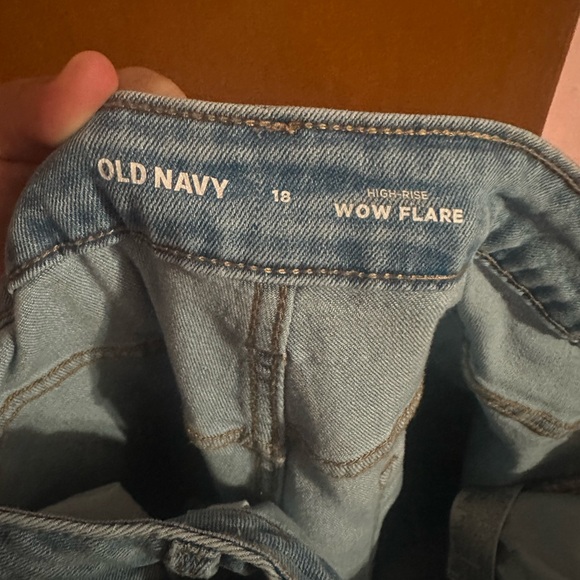 OLD NAVY
18
HIGH-RISE
WOW FLARE